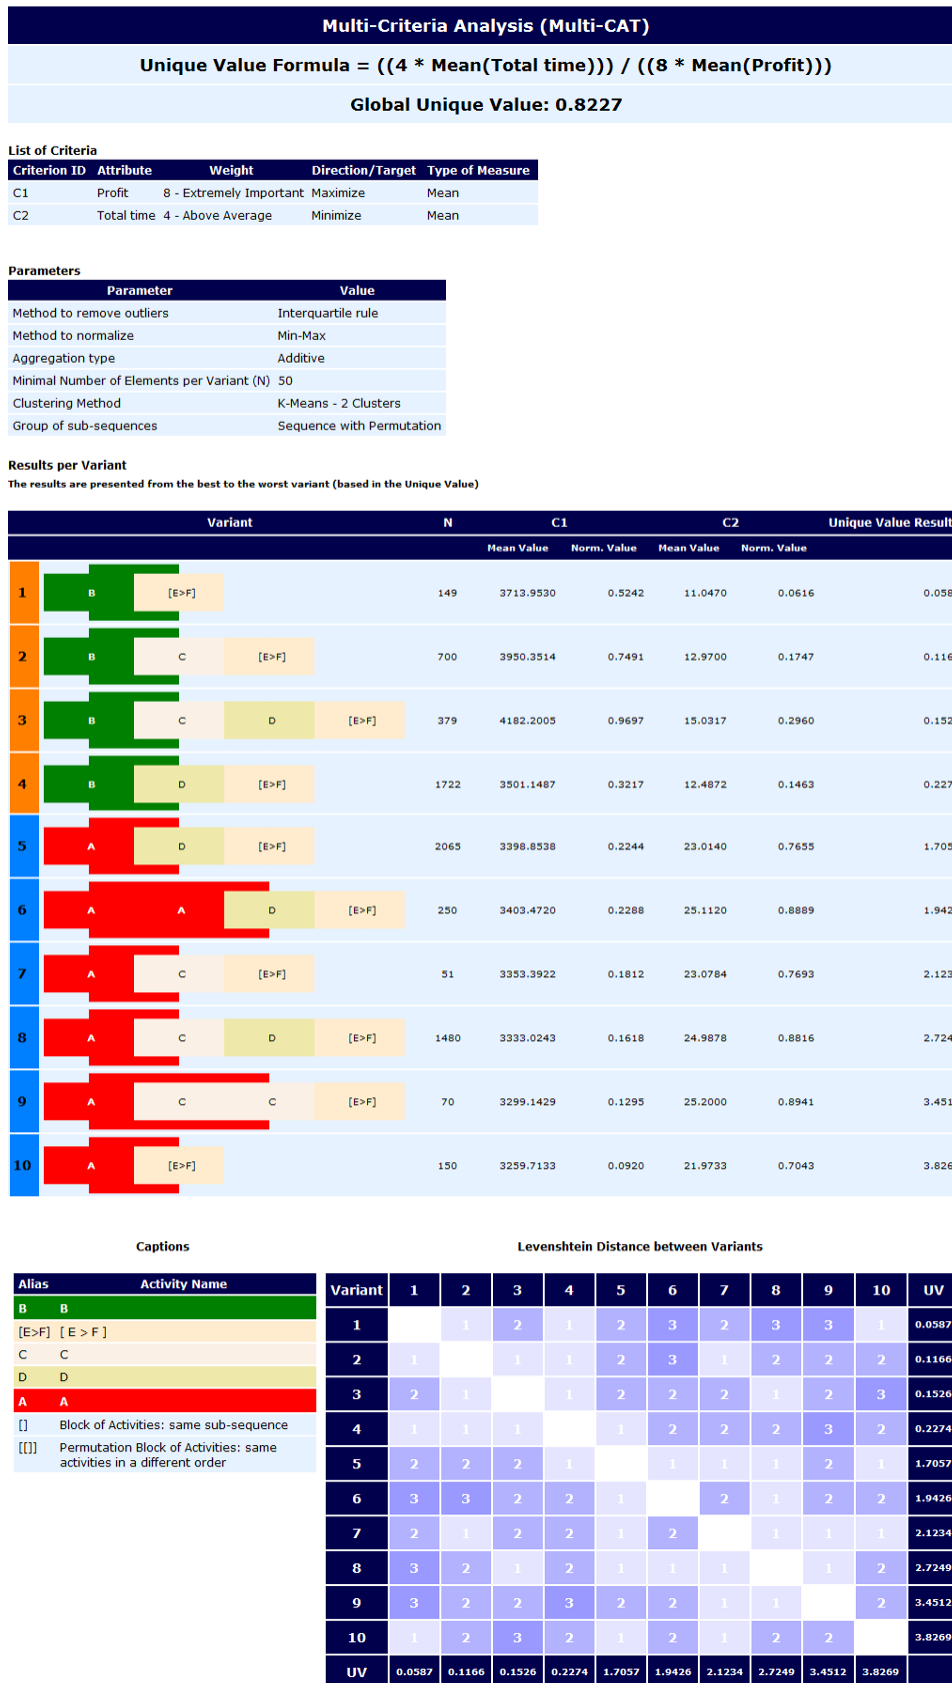 Multi-Criteria Analysis (Multi-CAT)
Unique Value Formula = ((4 * Mean(Total time))) / ((8 * Mean(Profit)))
Global Unique Value: 0.8227
List of Criteria
Criterion ID Attribute Weight Direction/Target Type of Measure
C1 Profit 8 - Extremely Important Maximize Mean
C2 Total time 4 - Above Average Minimize Mean
Parameters
Parameter Value
Method to remove outliers Interquartile rule
Method to normalize Min-Max
Aggregation type Additive
Minimal Number of Elements per Variant (N) 50
Clustering Method K-Means - 2 Clusters
Group of sub-sequences Sequence with Permutation
Results per Variant
The results are presented from the best to the worst variant (based in the Unique Value)
Variant N C1 C2 Unique Value Result
Mean Value Norm. Value Mean Value Norm. Value
1 B [E>F] 149 3713.9530 0.5242 11.0470 0.0616 0.058
2 B C [E>F] 700 3950.3514 0.7491 12.9700 0.1747 0.116
3 B C D [E>F] 379 4182.2005 0.9697 15.0317 0.2960 0.152
4 B D [E>F] 1722 3501.1487 0.3217 12.4872 0.1463 0.227
5 A D [E>F] 2065 3398.8538 0.2244 23.0140 0.7655 1.705
6 A A D [E>F] 250 3403.4720 0.2288 25.1120 0.8889 1.942
7 A C [E>F] 51 3353.3922 0.1812 23.0784 0.7693 2.123
8 A C D [E>F] 1480 3333.0243 0.1618 24.9878 0.8816 2.724
9 A C C [E>F] 70 3299.1429 0.1295 25.2000 0.8941 3.451
10 A [E>F] 150 3259.7133 0.0920 21.9733 0.7043 3.826
Captions
Alias Activity Name
B B
[E>F] [ E > F ]
C C
D D
A A
[] Block of Activities: same sub-sequence
[[]] Permutation Block of Activities: same
activities in a different order
Levenshtein Distance between Variants
Variant 1 2 3 4 5 6 7 8 9 10 UV
1 1 2 1 2 3 2 3 3 1 0.0587
2 1 1 1 2 3 1 2 2 2 0.1166
3 2 1 1 2 2 2 1 2 3 0.1526
4 1 1 1 1 2 2 2 3 2 0.2274
5 2 2 2 1 1 1 1 2 1 1.7057
6 3 3 2 2 1 2 1 2 2 1.9426
7 2 1 2 2 1 2 1 1 1 2.1234
8 3 2 1 2 1 1 1 1 2 2.7249
9 3 2 2 3 2 2 1 1 2 3.4512
10 1 2 3 2 1 2 1 2 2 3.8269
UV 0.0587 0.1166 0.1526 0.2274 1.7057 1.9426 2.1234 2.7249 3.4512 3.8269